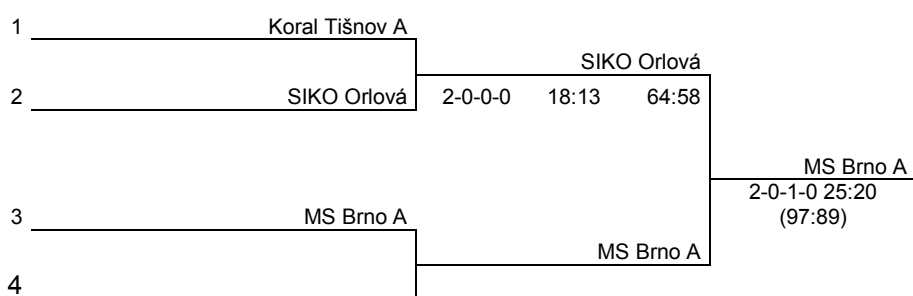 1 Koral Tišnov A
SIKO Orlová
2 SIKO Orlová 2-0-0-0 18:13 64:58
MS Brno A
2-0-1-0 25:20
3 MS Brno A (97:89)
MS Brno A
4